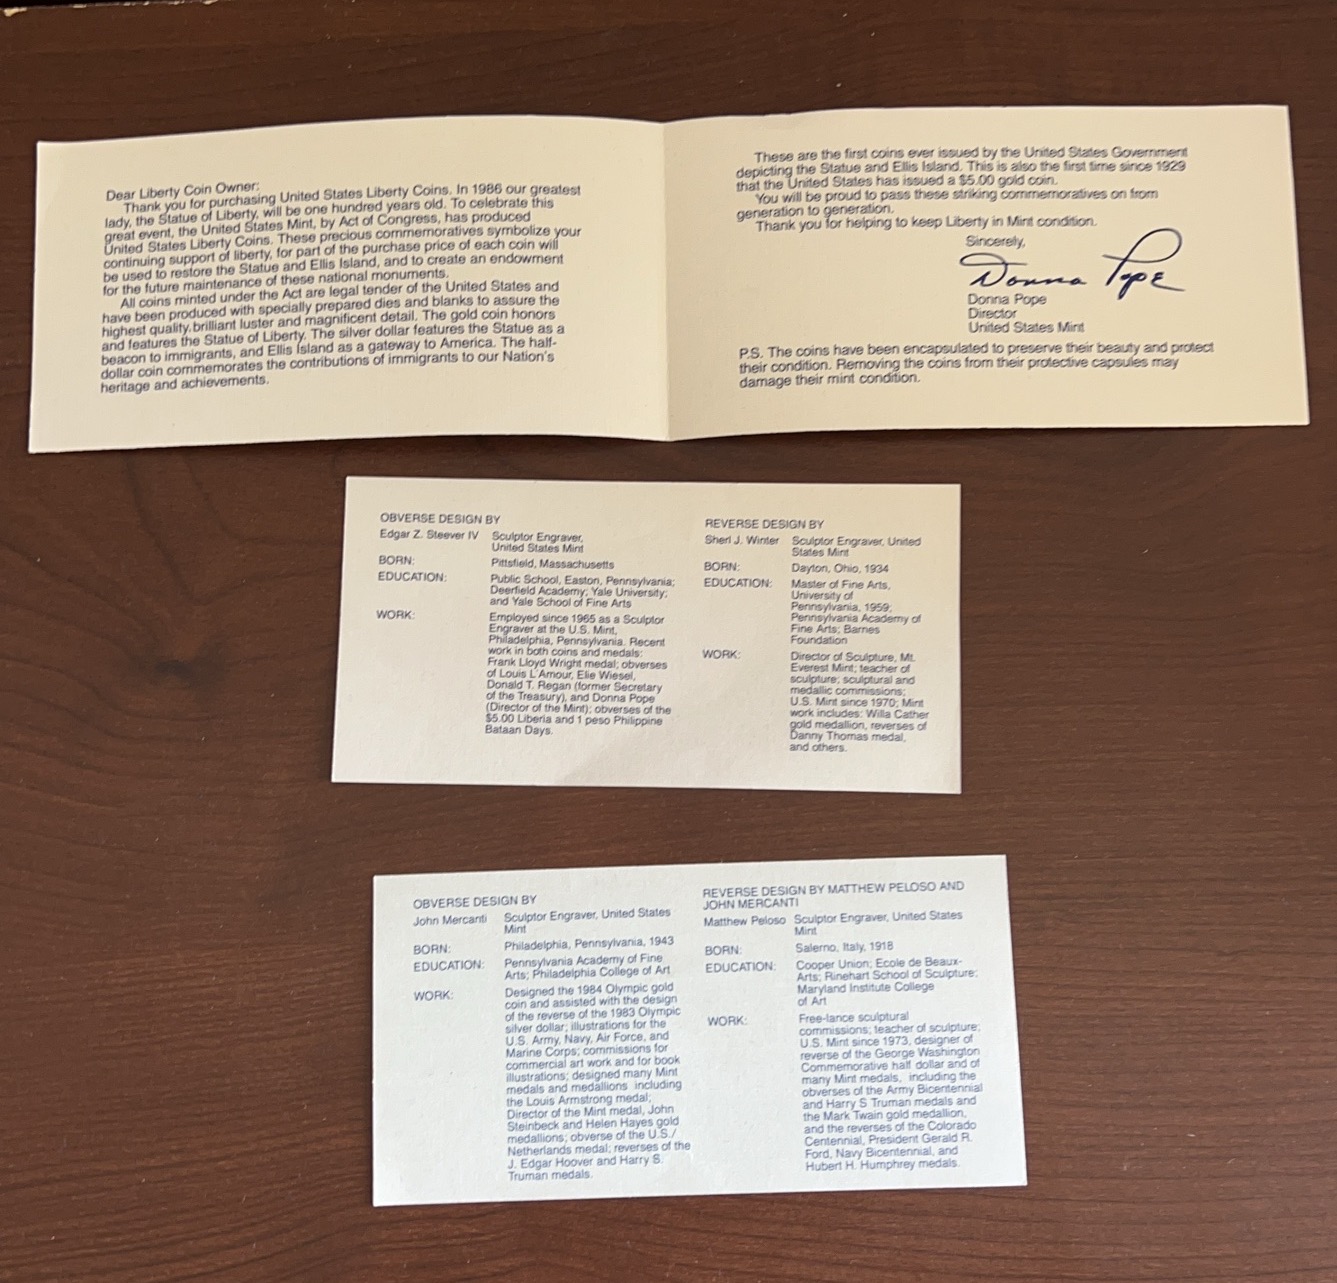 Dear Liberty Coin Owner:
Thank you for purchasing United States Liberty Coins. In 1986 our greatest
lady, the Statue of Liberty, will be one hundred years old. To celebrate this
great event, the United States Mint, by Act of Congress, has produced
United States Liberty Coins. These precious commemoratives symbolize your
continuing support of liberty, for part of the purchase price of each coin will
be used to restore the Statue and Ellis Island, and to create an endowment
for the future maintenance of these national monuments.
All coins minted under the Act are legal tender of the United States and
have been produced with specially prepared dies and blanks to assure the
highest quality, brilliant luster and magnificent detail. The gold coin honors
and features the Statue of Liberty. The silver dollar features the Statue as a
beacon to immigrants, and Ellis Island as a gateway to America. The half-
dollar coin commemorates the contributions of immigrants to our Nation's
heritage and achievements.
These are the first coins ever issued by the United States Government
depicting the Statue and Ellis Island. This is also the first time since 1929
that the United States has issued a $5.00 gold coin.
You will be proud to pass these striking commemoratives on from
generation to generation.
Thank you for helping to keep Liberty in Mint condition.
Sincerely,
Donna Pope
Donna Pope
Director
United States Mint
P.S. The coins have been encapsulated to preserve their beauty and protect
their condition. Removing the coins from their protective capsules may
damage their mint condition.
OBVERSE DESIGN BY
Edgar Z. Steever IV Sculptor Engraver,
United States Mint
BORN: Pittsfield, Massachusetts
EDUCATION: Public School, Easton, Pennsylvania;
Deerfield Academy; Yale University;
and Yale School of Fine Arts
WORK: Employed since 1965 as a Sculptor
Engraver at the U.S. Mint,
Philadelphia, Pennsylvania. Recent
work in both coins and medals:
Frank Lloyd Wright medal; obverses
of Louis L'Amour, Elie Wiesel,
Donald T. Regan (former Secretary
of the Treasury), and Donna Pope
(Director of the Mint); obverses of the
$5.00 Liberia and 1 peso Philippine
Bataan Days.
REVERSE DESIGN BY
Sherl J. Winter Sculptor Engraver, United
States Mint
BORN: Dayton, Ohio, 1934
EDUCATION: Master of Fine Arts,
University of
Pennsylvania, 1959;
Pennsylvania Academy of
Fine Arts; Barnes
Foundation
WORK: Director of Sculpture, Mt.
Everest Mint; teacher of
sculpture; sculptural and
medallic commissions;
U.S. Mint since 1970; Mint
work includes: Willa Cather
gold medallion, reverses of
Danny Thomas medal,
and others.
OBVERSE DESIGN BY
John Mercanti Sculptor Engraver, United States
Mint
BORN: Philadelphia, Pennsylvania, 1943
EDUCATION: Pennsylvania Academy of Fine
Arts; Philadelphia College of Art
WORK: Designed the 1984 Olympic gold
coin and assisted with the design
of the reverse of the 1983 Olympic
silver dollar; illustrations for the
U.S. Army, Navy, Air Force, and
Marine Corps; commissions for
commercial art work and for book
illustrations; designed many Mint
medals and medallions including
the Louis Armstrong medal;
Director of the Mint medal, John
Steinbeck and Helen Hayes gold
medallions; obverse of the U.S./
Netherlands medal; reverses of the
J. Edgar Hoover and Harry S.
Truman medals.
REVERSE DESIGN BY MATTHEW PELOSO AND
JOHN MERCANTI
Matthew Peloso Sculptor Engraver, United States
Mint
BORN: Salerno, Italy, 1918
EDUCATION: Cooper Union; Ecole de Beaux-
Arts; Rinehart School of Sculpture;
Maryland Institute College
of Art
WORK: Free-lance sculptural
commissions; teacher of sculpture;
U.S. Mint since 1973, designer of
reverse of the George Washington
Commemorative half dollar and of
many Mint medals, including the
obverses of the Army Bicentennial
and Harry S Truman medals and
the Mark Twain gold medallion,
and the reverses of the Colorado
Centennial, President Gerald R.
Ford, Navy Bicentennial, and
Hubert H. Humphrey medals.